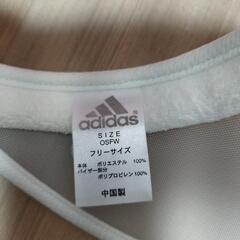 adidas
SIZE
OSFW
フリーサイズ
本体 ポリエステル 100%
バイザー部分
ポリプロピレン 100%
中国製